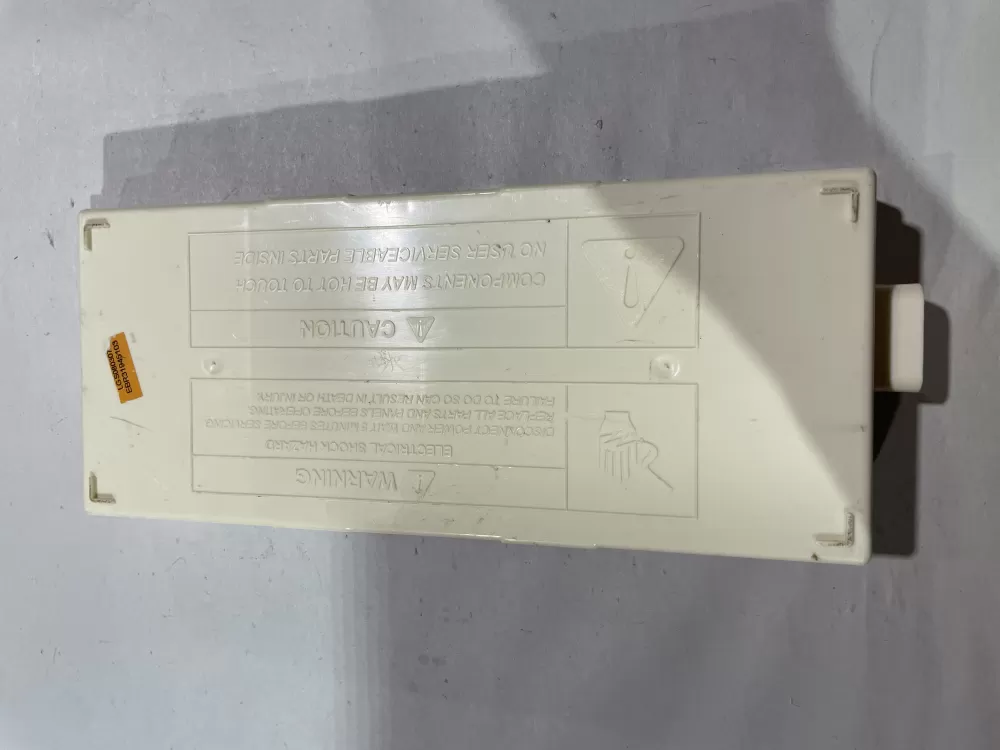 WARNING
ELECTRICAL SHOCK HAZARD
DISCONNECT POWER AND WAIT 8 MINUTES BEFORE SERVICING
REPLACE ALL PARTS AND PANELS BEFORE OPERATING.
FAILURE TO DO SO CAN RESULT IN DEATH OR INJURY.
CAUTION
COMPONENTS MAY BE HOT TO TOUCH
NO USER SERVICEABLE PARTS INSIDE
EBR31949103